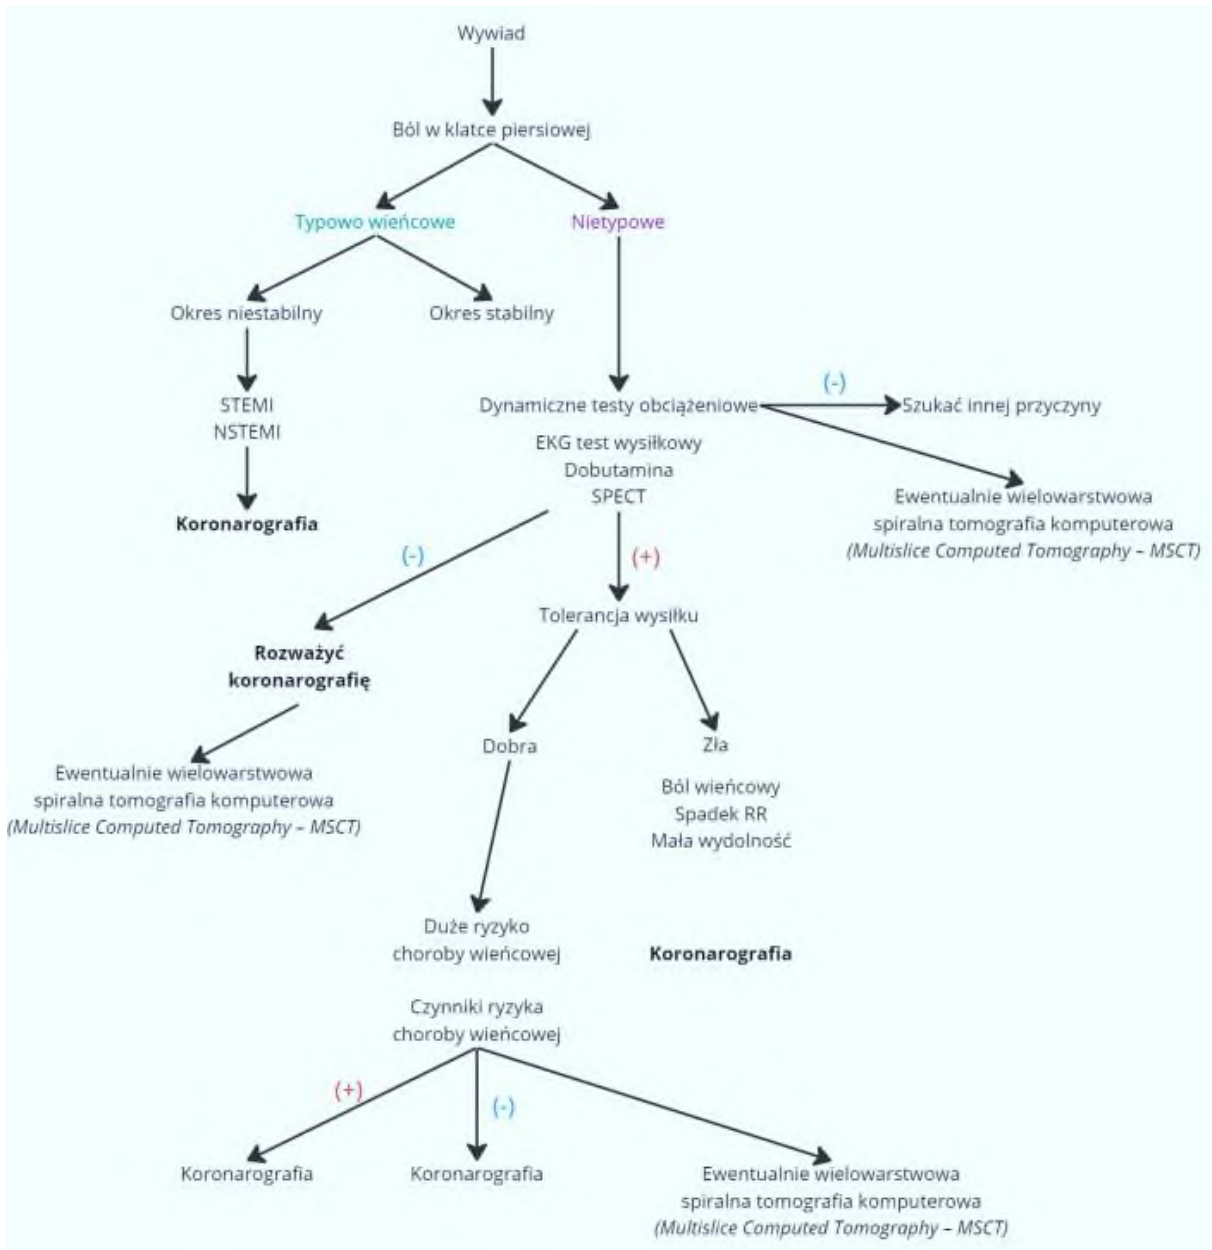 Wywiad
Ból w klatce piersiowej
Typowo wieńcowe
Nietypowe
Okres niestabilny
Okres stabilny
STEMI
NSTEMI
Koronarografia
Dynamiczne testy obciążeniowe
(-)
Szukać innej przyczyny
EKG test wysiłkowy
Dobutamina
SPECT
Ewentualnie wielowarstwowa
spiralna tomografia komputerowa
(Multislice Computed Tomography – MSCT)
(-)
(+)
Tolerancja wysiłku
Rozważyć
koronarografię
Ewentualnie wielowarstwowa
spiralna tomografia komputerowa
(Multislice Computed Tomography – MSCT)
Dobra
Zła
Ból wieńcowy
Spadek RR
Mała wydolność
Duże ryzyko
choroby wieńcowej
Koronarografia
Czynniki ryzyka
choroby wieńcowej
(+)
(-)
Koronarografia
Koronarografia
Ewentualnie wielowarstwowa
spiralna tomografia komputerowa
(Multislice Computed Tomography – MSCT)